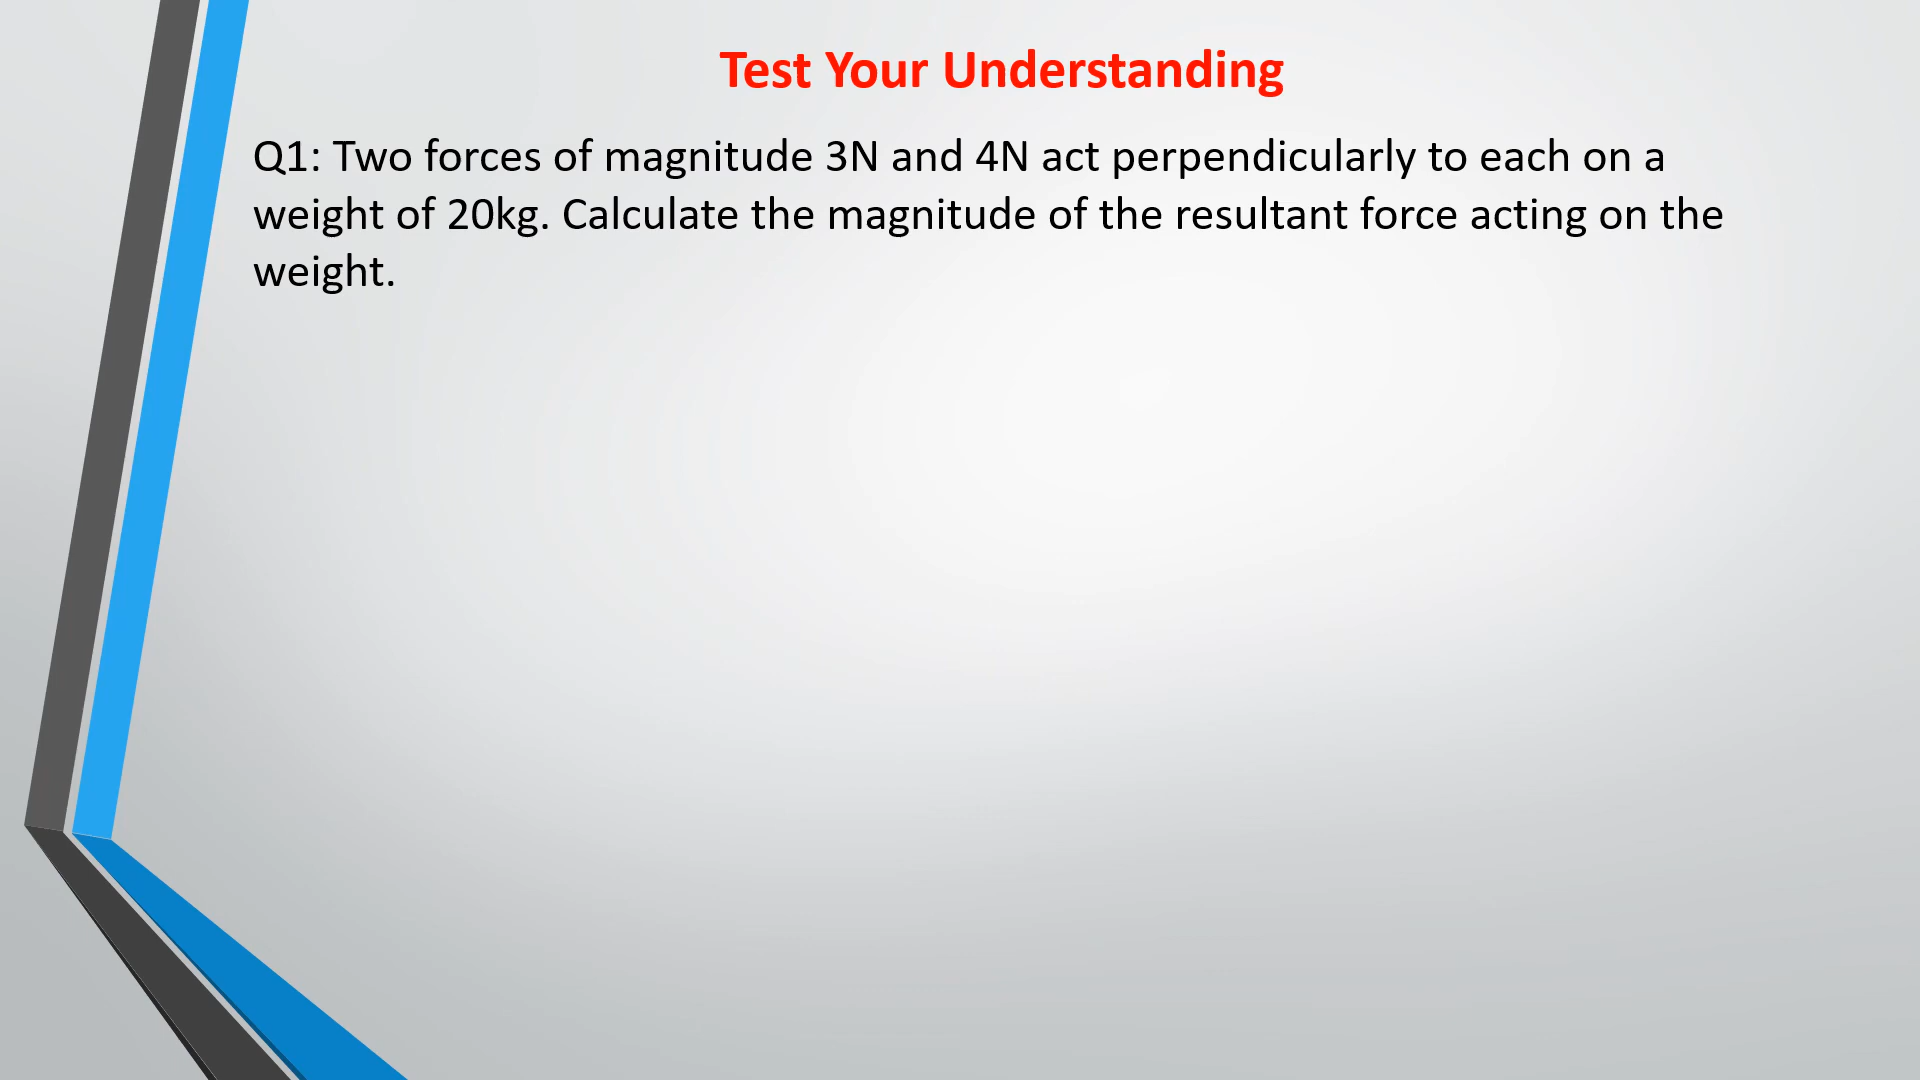 Test Your Understanding
Q1: Two forces of magnitude 3N and 4N act perpendicularly to each on a
weight of 20kg. Calculate the magnitude of the resultant force acting on the
weight.